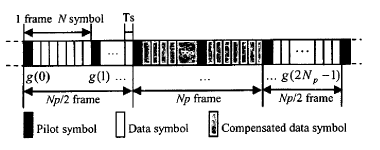 1 frame N symbol Ts
... ...
g(0) g(1) ... ... ... g(2Np−1)
Np/2 frame Np frame Np/2 frame
Pilot symbol Data symbol Compensated data symbol